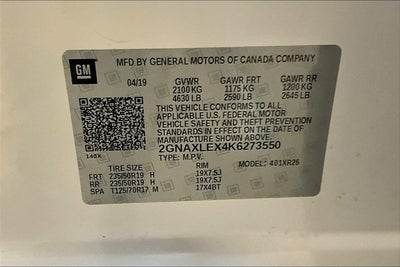 GM
MFD BY GENERAL MOTORS OF CANADA COMPANY
04/19 GVWR GAWR FRT GAWR RR
2100 KG 1175 KG 1200 KG
4630 LB 2590 LB 2645 LB
THIS VEHICLE CONFORMS TO ALL
APPLICABLE U.S. FEDERAL MOTOR
VEHICLE SAFETY AND THEFT
PREVENTION STANDARDS IN EFFECT ON THE DATE OF
MANUFACTURE SHOWN ABOVE.
2GNAXLEX4K6273550
140X TYPE: M.P.V. MODEL: 401XR26
TIRE SIZE RIM
FRT 235/50R19 H 19X7.5J
RR 235/50R19 H 19X7.5J
SPA T125/70R17 M 17X4BT